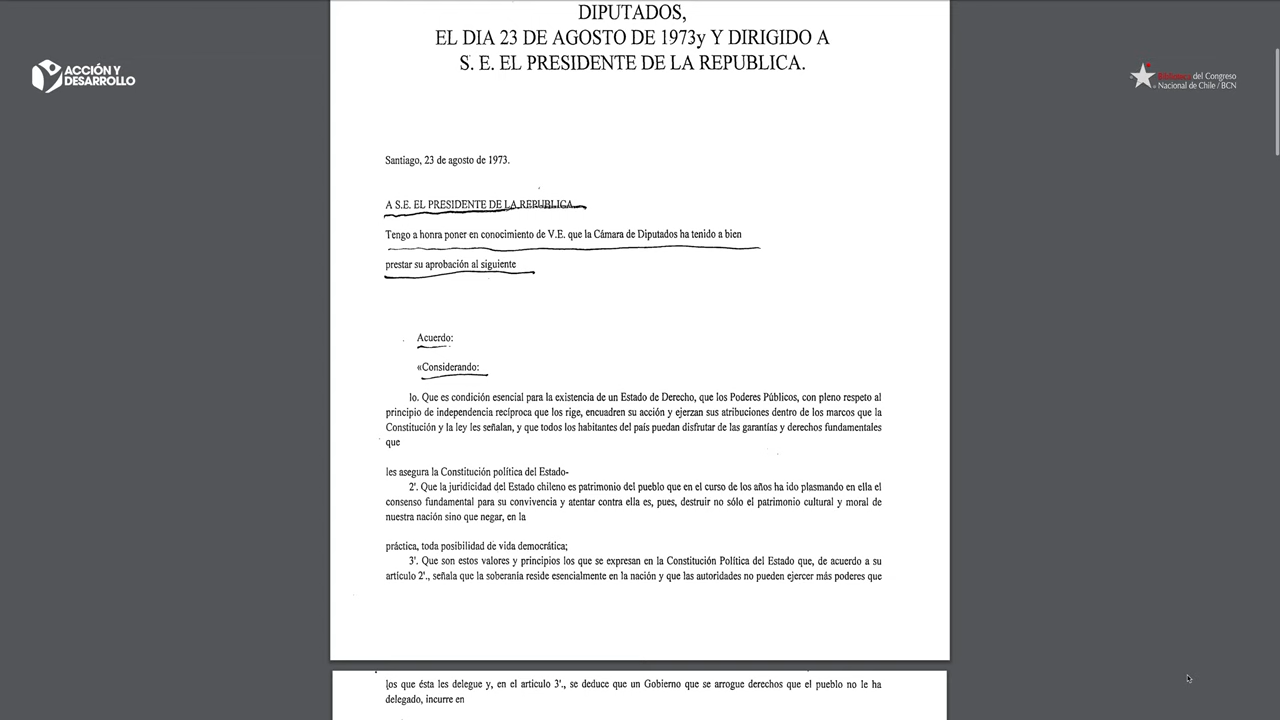 DIPUTADOS,
EL DIA 23 DE AGOSTO DE 1973y Y DIRIGIDO A
S. E. EL PRESIDENTE DE LA REPUBLICA.
ACCIÓN Y
DESARROLLO
Biblioteca del Congreso
Nacional de Chile / BCN
Santiago, 23 de agosto de 1973.
A S.E. EL PRESIDENTE DE LA REPUBLICA
Tengo a honra poner en conocimiento de V.E. que la Cámara de Diputados ha tenido a bien
prestar su aprobación al siguiente
Acuerdo:
«Considerando:
lo. Que es condición esencial para la existencia de un Estado de Derecho, que los Poderes Públicos, con pleno respeto al
principio de independencia recíproca que los rige, encuadren su acción y ejerzan sus atribuciones dentro de los marcos que la
Constitución y la ley les señalan, y que todos los habitantes del país puedan disfrutar de las garantías y derechos fundamentales
que
les asegura la Constitución política del Estado-
2'. Que la juridicidad del Estado chileno es patrimonio del pueblo que en el curso de los años ha ido plasmando en ella el
consenso fundamental para su convivencia y atentar contra ella es, pues, destruir no sólo el patrimonio cultural y moral de
nuestra nación sino que negar, en la
práctica, toda posibilidad de vida democrática;
3'. Que son estos valores y principios los que se expresan en la Constitución Política del Estado que, de acuerdo a su
articulo 2'., señala que la soberanía reside esencialmente en la nación y que las autoridades no pueden ejercer más poderes que
los que ésta les delegue y, en el articulo 3'., se deduce que un Gobierno que se arrogue derechos que el pueblo no le ha
delegado, incurre en